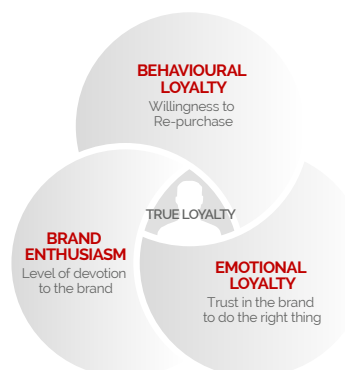 BEHAVIOURAL
LOYALTY
Willingness to
Re-purchase
TRUE LOYALTY
BRAND
ENTHUSIASM
Level of devotion
to the brand
EMOTIONAL
LOYALTY
Trust in the brand
to do the right thing